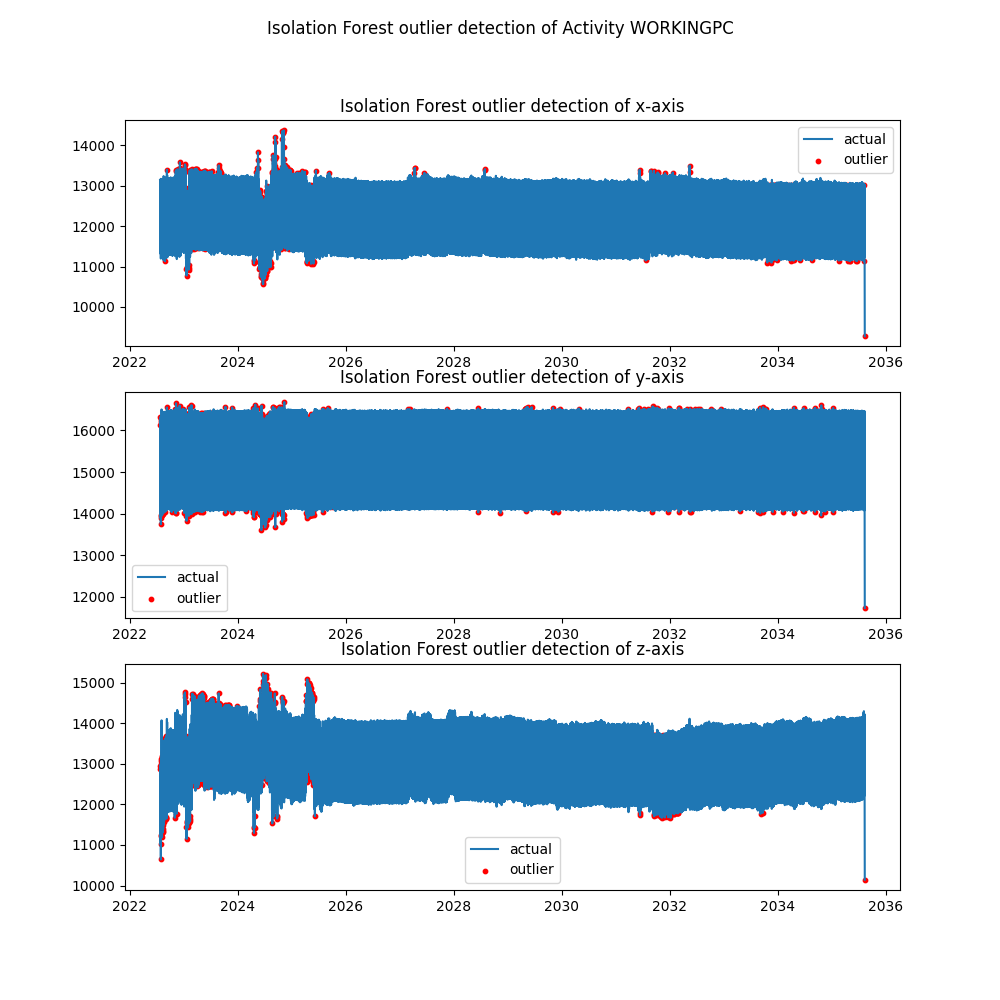 Isolation Forest outlier detection of Activity WORKINGPC
Isolation Forest outlier detection of x-axis
14000
13000
12000
11000
10000
actual
outlier
2022 2024 2026 2028 2030 2032 2034 2036
Isolation Forest outlier detection of y-axis
16000
15000
14000
13000
12000
actual
outlier
2022 2024 2026 2028 2030 2032 2034 2036
Isolation Forest outlier detection of z-axis
15000
14000
13000
12000
11000
10000
actual
outlier
2022 2024 2026 2028 2030 2032 2034 2036